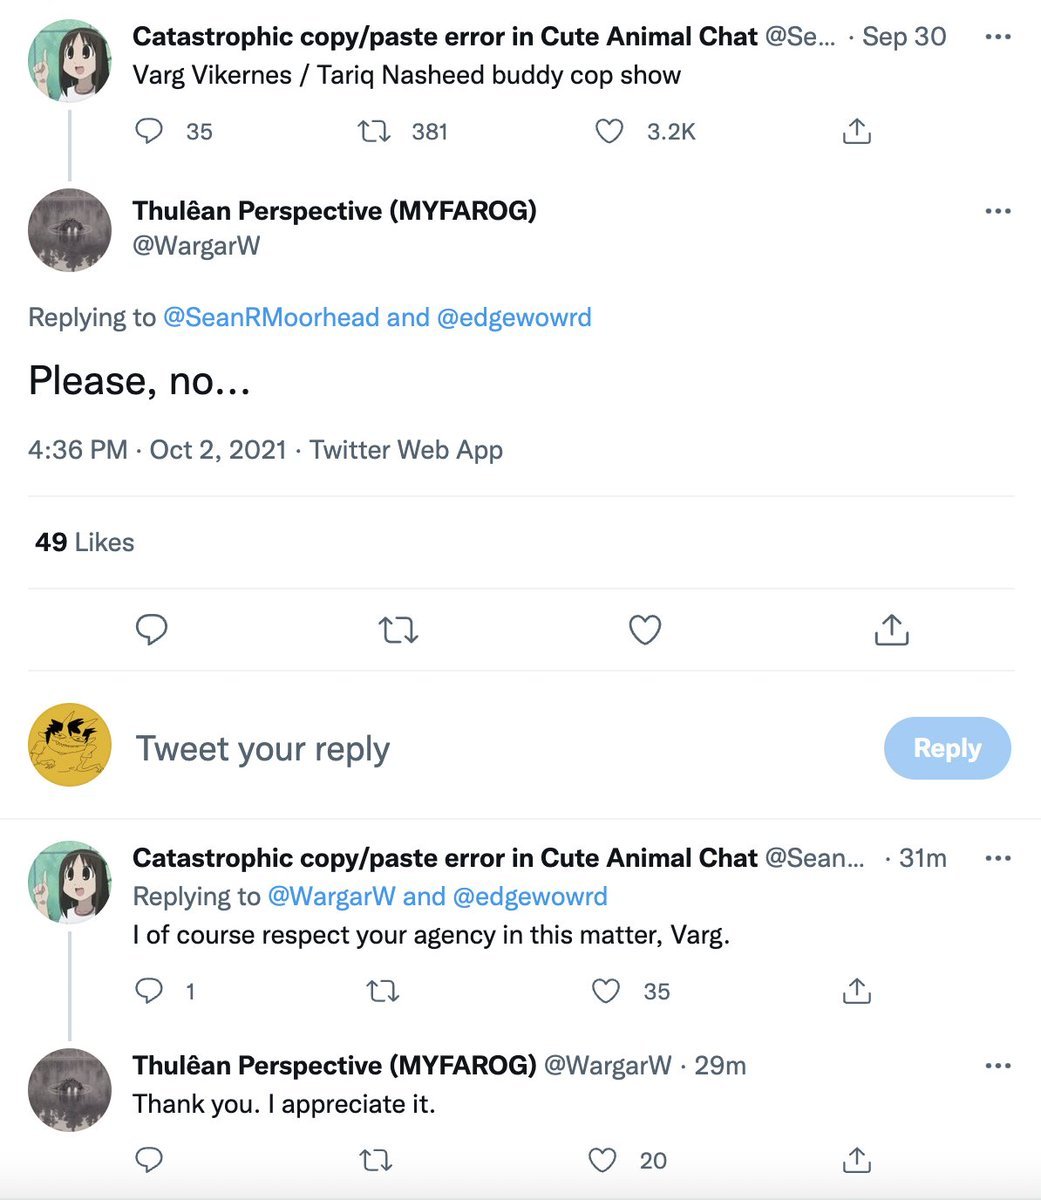 Catastrophic copy/paste error in Cute Animal Chat @Se... · Sep 30
Varg Vikernes / Tariq Nasheed buddy cop show
35 381 3.2K
Thulêan Perspective (MYFAROG)
@WargarW
Replying to @SeanRMoorhead and @edgewowrd
Please, no...
4:36 PM · Oct 2, 2021 · Twitter Web App
49 Likes
Tweet your reply
Reply
Catastrophic copy/paste error in Cute Animal Chat @Sean... · 31m
Replying to @WargarW and @edgewowrd
I of course respect your agency in this matter, Varg.
1 35
Thulêan Perspective (MYFAROG) @WargarW · 29m
Thank you. I appreciate it.
20